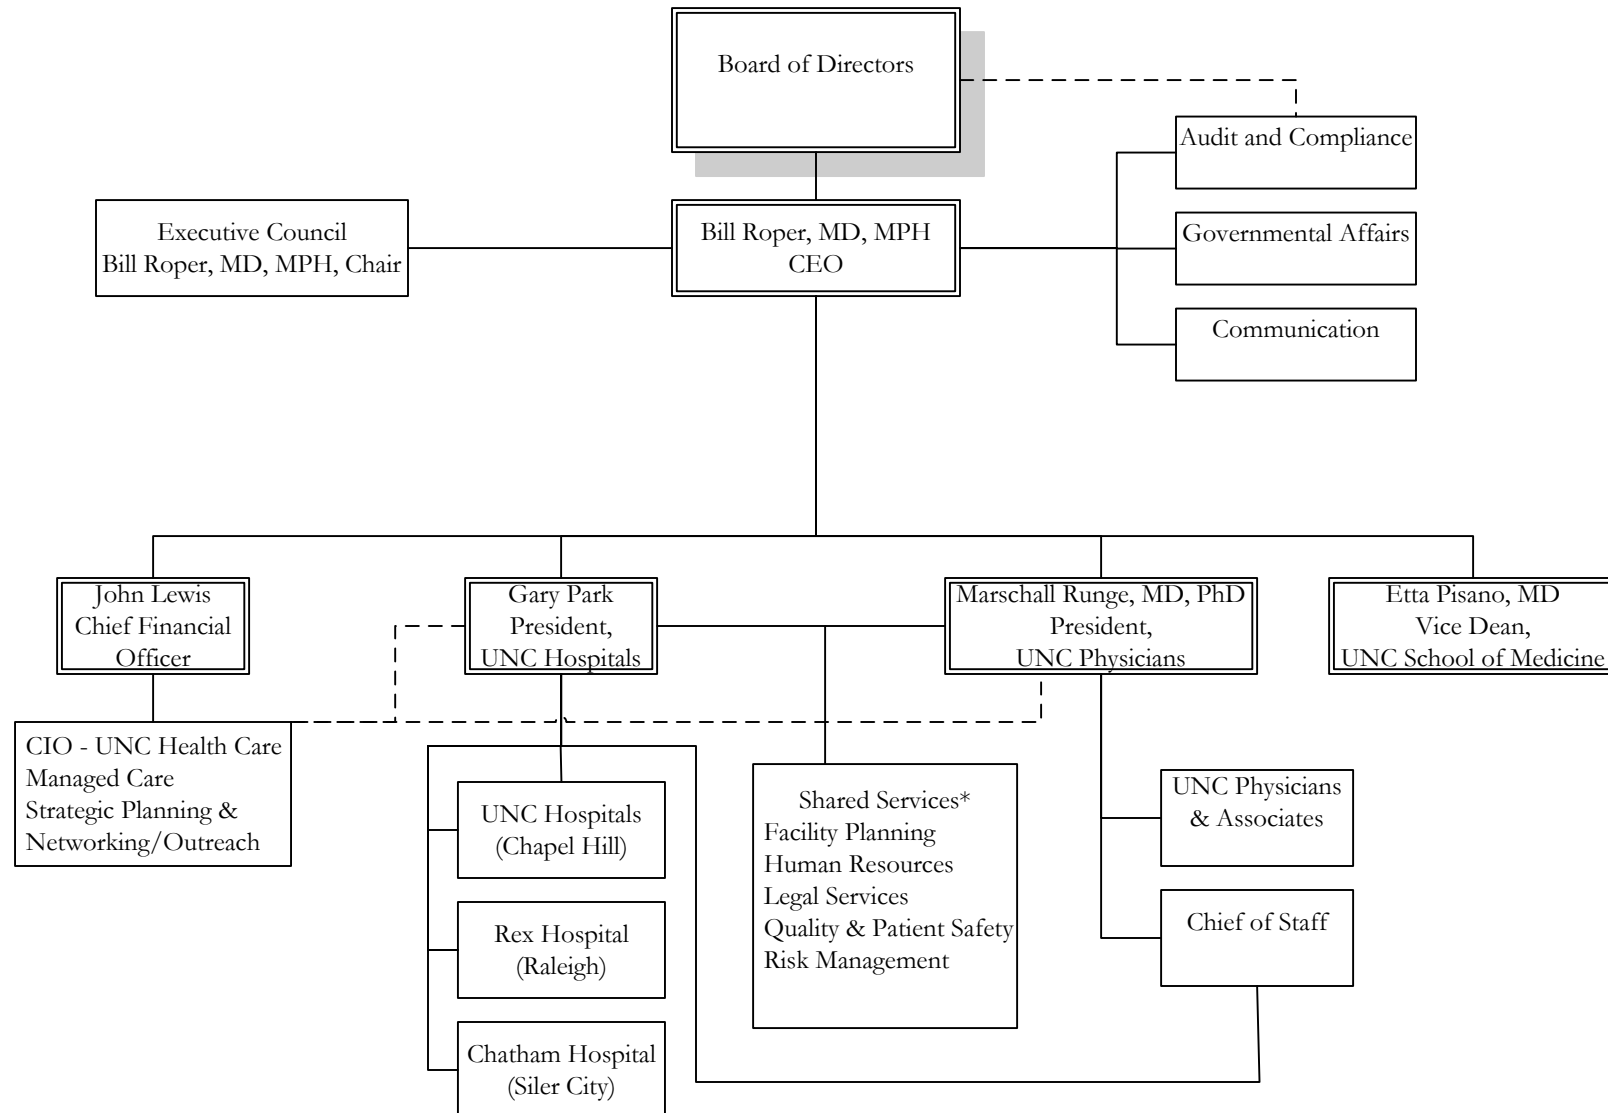 Board of Directors
Audit and Compliance
Executive Council
Bill Roper, MD, MPH, Chair
Bill Roper, MD, MPH
CEO
Governmental Affairs
Communication
John Lewis
Chief Financial
Officer
Gary Park
President,
UNC Hospitals
Marschall Runge, MD, PhD
President,
UNC Physicians
Etta Pisano, MD
Vice Dean,
UNC School of Medicine
CIO - UNC Health Care
Managed Care
Strategic Planning &
Networking/Outreach
UNC Hospitals
(Chapel Hill)
Rex Hospital
(Raleigh)
Chatham Hospital
(Siler City)
Shared Services*
Facility Planning
Human Resources
Legal Services
Quality & Patient Safety
Risk Management
UNC Physicians
& Associates
Chief of Staff